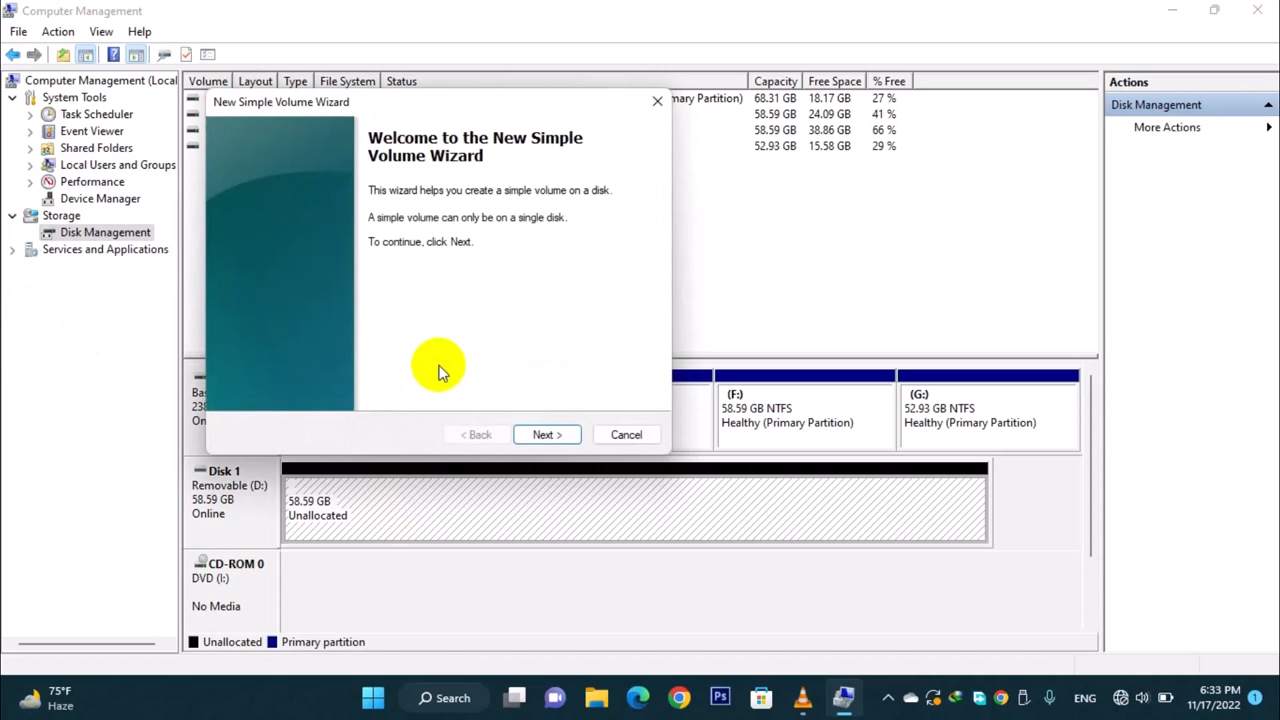 Computer Management
File Action View Help
Computer Management (Local
System Tools
Task Scheduler
Event Viewer
Shared Folders
Local Users and Groups
Performance
Device Manager
Storage
Disk Management
Services and Applications
Volume Layout Type File System Status Capacity Free Space % Free
mary Partition) 68.31 GB 18.17 GB 27 %
58.59 GB 24.09 GB 41 %
58.59 GB 38.86 GB 66 %
52.93 GB 15.58 GB 29 %
New Simple Volume Wizard
Welcome to the New Simple
Volume Wizard
This wizard helps you create a simple volume on a disk.
A simple volume can only be on a single disk.
To continue, click Next.
< Back Next > Cancel
Bas
238
On
(F:)
58.59 GB NTFS
Healthy (Primary Partition)
(G:)
52.93 GB NTFS
Healthy (Primary Partition)
Disk 1
Removable (D:)
58.59 GB
Online
58.59 GB
Unallocated
CD-ROM 0
DVD (I:)
No Media
Unallocated Primary partition
Actions
Disk Management
More Actions
75°F
Haze
Search
Ps
ENG
6:33 PM
11/17/2022
1